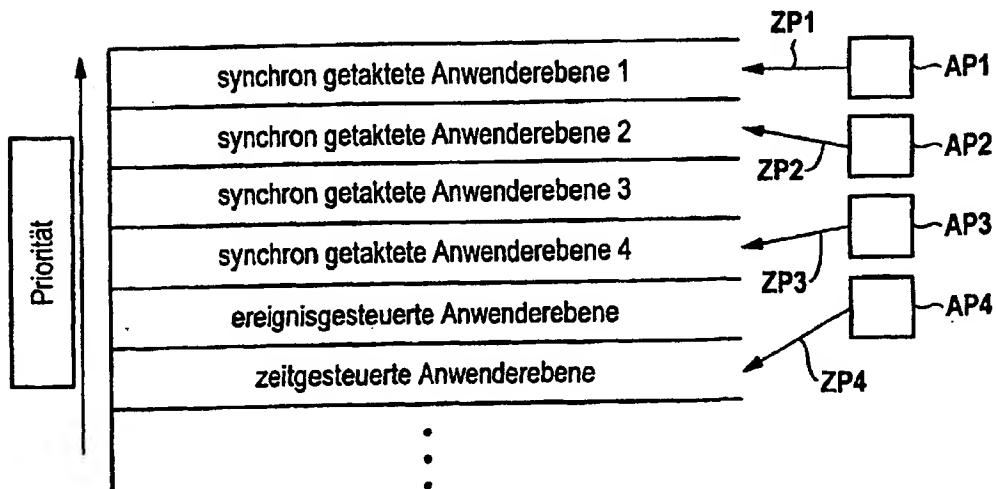 Priorität
synchron getaktete Anwenderebene 1
synchron getaktete Anwenderebene 2
synchron getaktete Anwenderebene 3
synchron getaktete Anwenderebene 4
ereignisgesteuerte Anwenderebene
zeitgesteuerte Anwenderebene
ZP1
AP1
ZP2
AP2
ZP3
AP3
ZP4
AP4